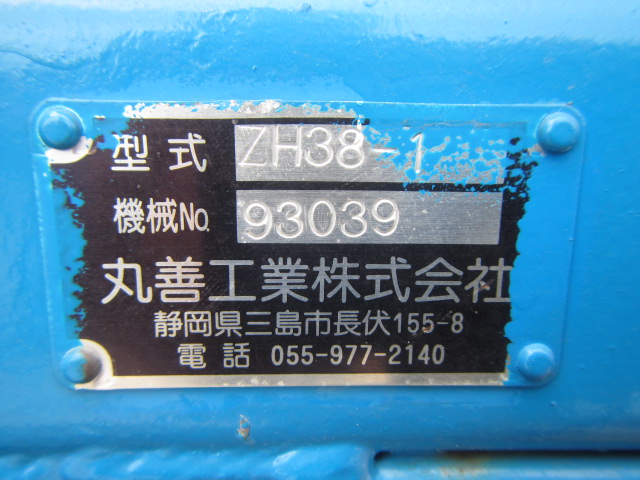 型式 ZH38-1
機械No. 93039
丸善工業株式会社
静岡県三島市長伏155-8
電話 055-977-2140